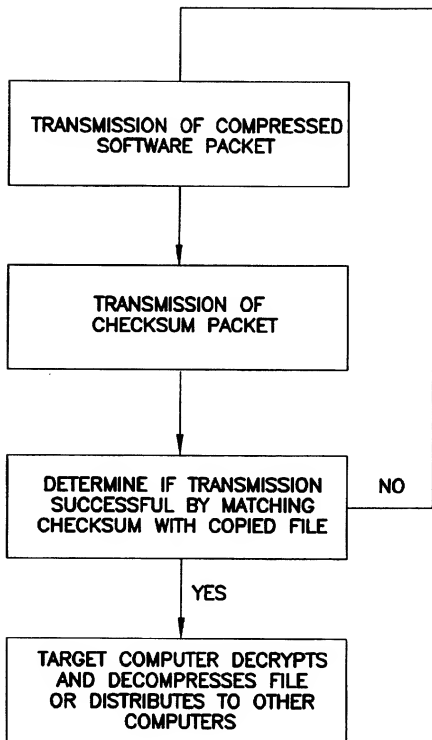 TRANSMISSION OF COMPRESSED
SOFTWARE PACKET
TRANSMISSION OF
CHECKSUM PACKET
DETERMINE IF TRANSMISSION
SUCCESSFUL BY MATCHING
CHECKSUM WITH COPIED FILE
NO
YES
TARGET COMPUTER DECRYPTS
AND DECOMPRESSES FILE
OR DISTRIBUTES TO OTHER
COMPUTERS